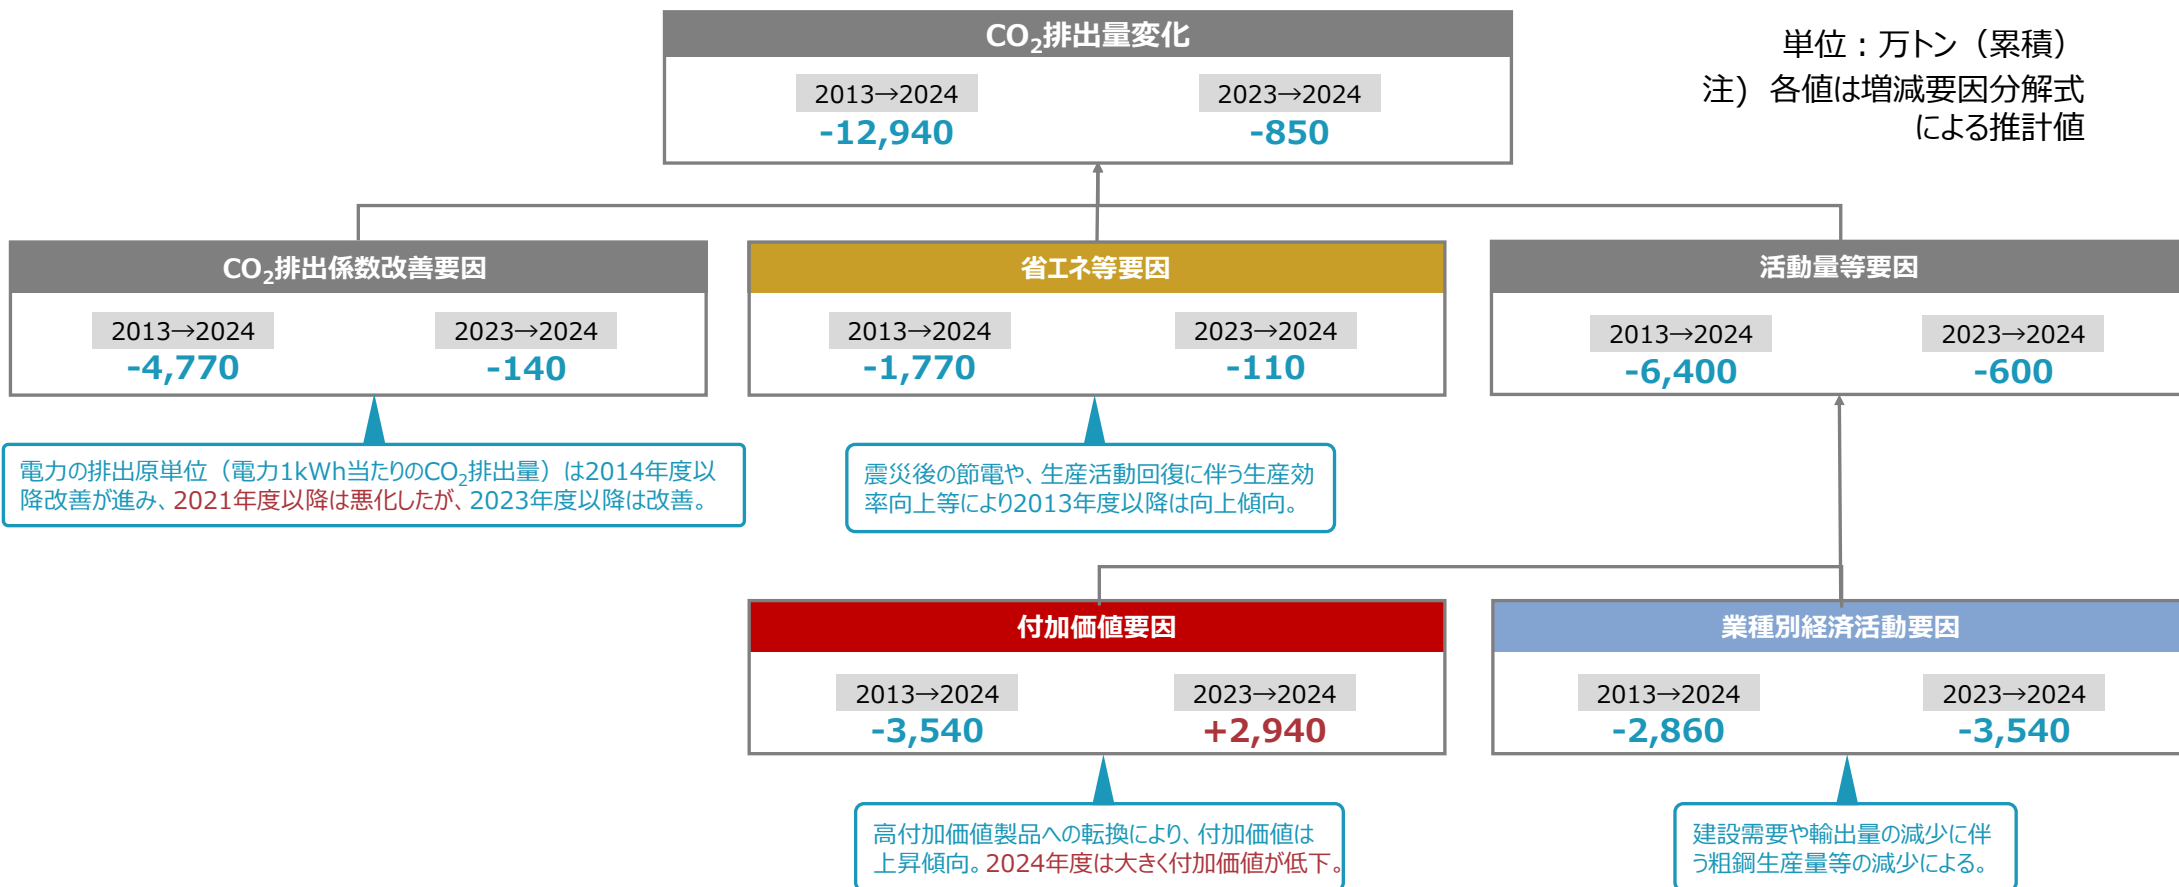 CO₂排出量変化
2013→2024
-12,940
2023→2024
-850
単位：万トン（累積）
注）各値は増減要因分解式
による推計値
CO₂排出係数改善要因
2013→2024
-4,770
2023→2024
-140
省エネ等要因
2013→2024
-1,770
2023→2024
-110
活動量等要因
2013→2024
-6,400
2023→2024
-600
電力の排出原単位（電力1kWh当たりのCO₂排出量）は2014年度以
降改善が進み、2021年度以降は悪化したが、2023年度以降は改善。
震災後の節電や、生産活動回復に伴う生産効
率向上等により2013年度以降は向上傾向。
付加価値要因
2013→2024
-3,540
2023→2024
+2,940
業種別経済活動要因
2013→2024
-2,860
2023→2024
-3,540
高付加価値製品への転換により、付加価値は
上昇傾向。2024年度は大きく付加価値が低下。
建設需要や輸出量の減少に伴
う粗鋼生産量等の減少による。